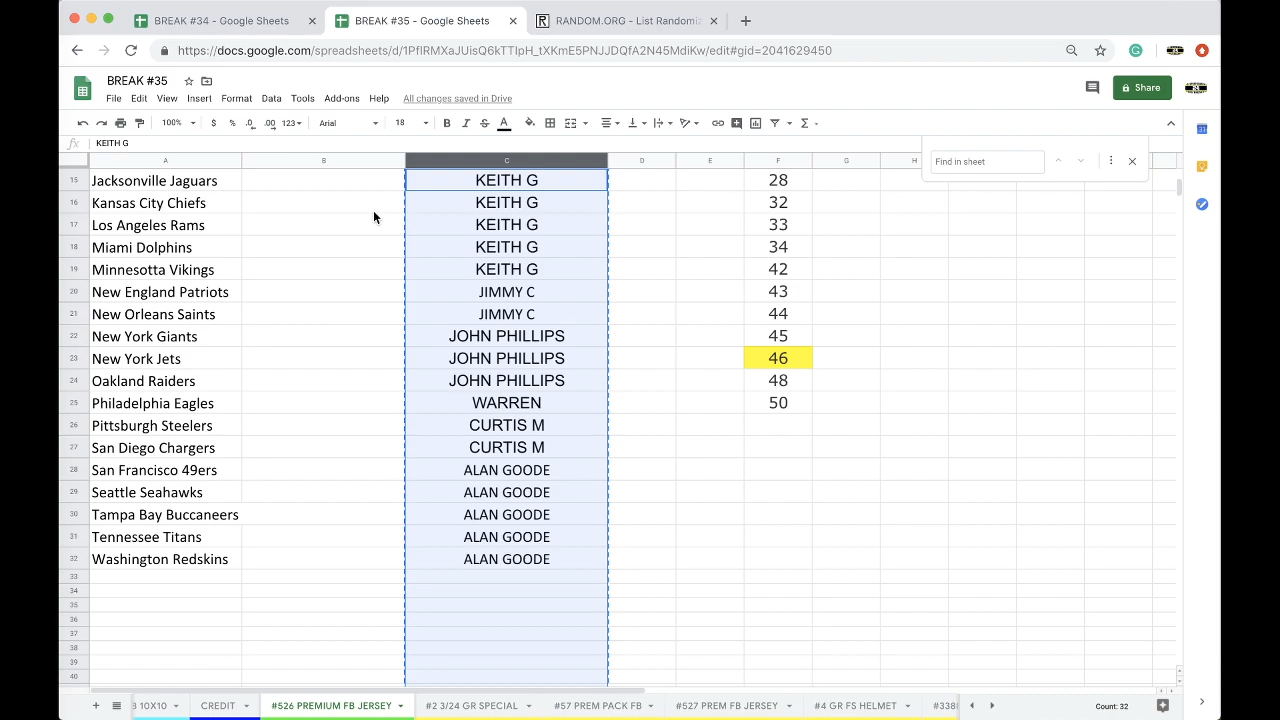 BREAK #34 - Google Sheets
BREAK #35 - Google Sheets
RANDOM.ORG - List Randomi
https://docs.google.com/spreadsheets/d/1PfIRMXaJUisQ6kTTIpH_tXKmE5PNJJDQfA2N45MdiKw/edit#gid=2041629450
BREAK #35
File Edit View Insert Format Data Tools Add-ons Help All changes saved in Drive
Share
100% $ % .0 .00 123 Arial 18 B I S A
fx KEITH G
Find in sheet
A B C D E F G H
15 Jacksonville Jaguars KEITH G 28
16 Kansas City Chiefs KEITH G 32
17 Los Angeles Rams KEITH G 33
18 Miami Dolphins KEITH G 34
19 Minnesotta Vikings KEITH G 42
20 New England Patriots JIMMY C 43
21 New Orleans Saints JIMMY C 44
22 New York Giants JOHN PHILLIPS 45
23 New York Jets JOHN PHILLIPS 46
24 Oakland Raiders JOHN PHILLIPS 48
25 Philadelphia Eagles WARREN 50
26 Pittsburgh Steelers CURTIS M
27 San Diego Chargers CURTIS M
28 San Francisco 49ers ALAN GOODE
29 Seattle Seahawks ALAN GOODE
30 Tampa Bay Buccaneers ALAN GOODE
31 Tennessee Titans ALAN GOODE
32 Washington Redskins ALAN GOODE
33
34
35
36
37
38
39
40
10X10 CREDIT #526 PREMIUM FB JERSEY #2 3/24 GR SPECIAL #57 PREM PACK FB #527 PREM FB JERSEY #4 GR FS HELMET #338 Count: 32